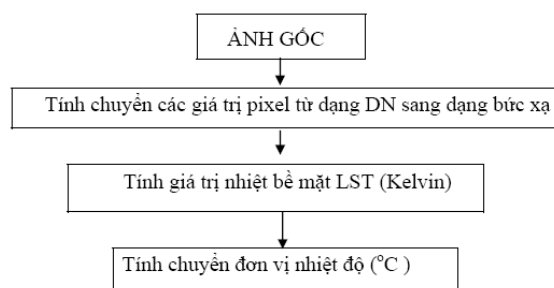 ẢNH GỐC
Tính chuyển các giá trị pixel từ dạng DN sang dạng bức xạ
Tính giá trị nhiệt bề mặt LST (Kelvin)
Tính chuyển đơn vị nhiệt độ (°C )